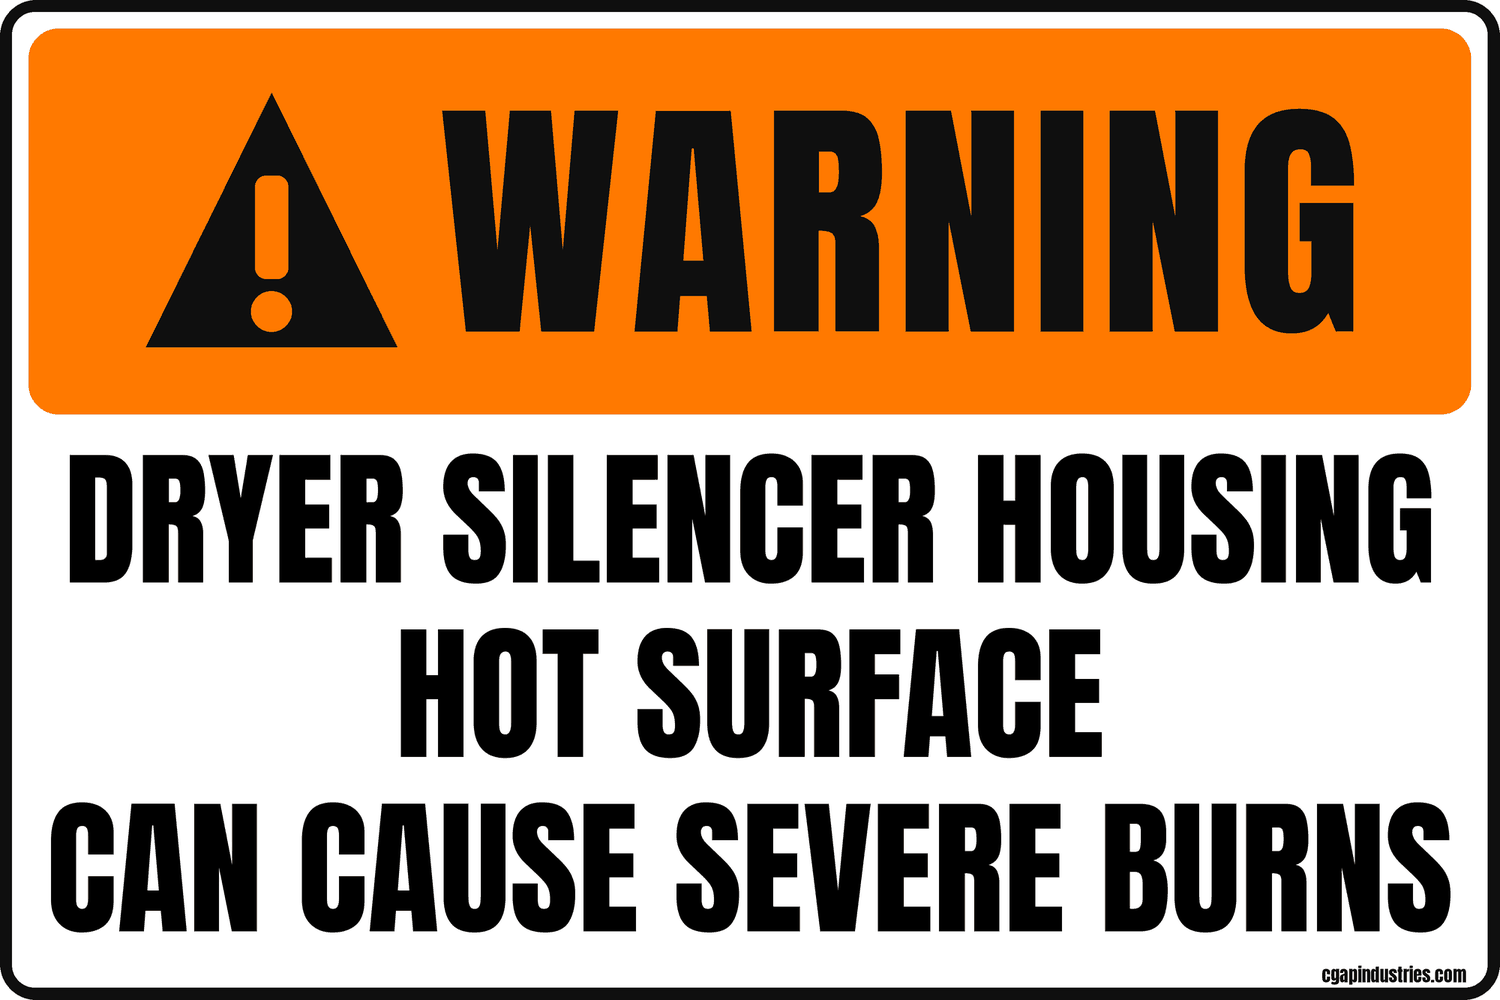 WARNING
DRYER SILENCER HOUSING
HOT SURFACE
CAN CAUSE SEVERE BURNS
cgapindustries.com